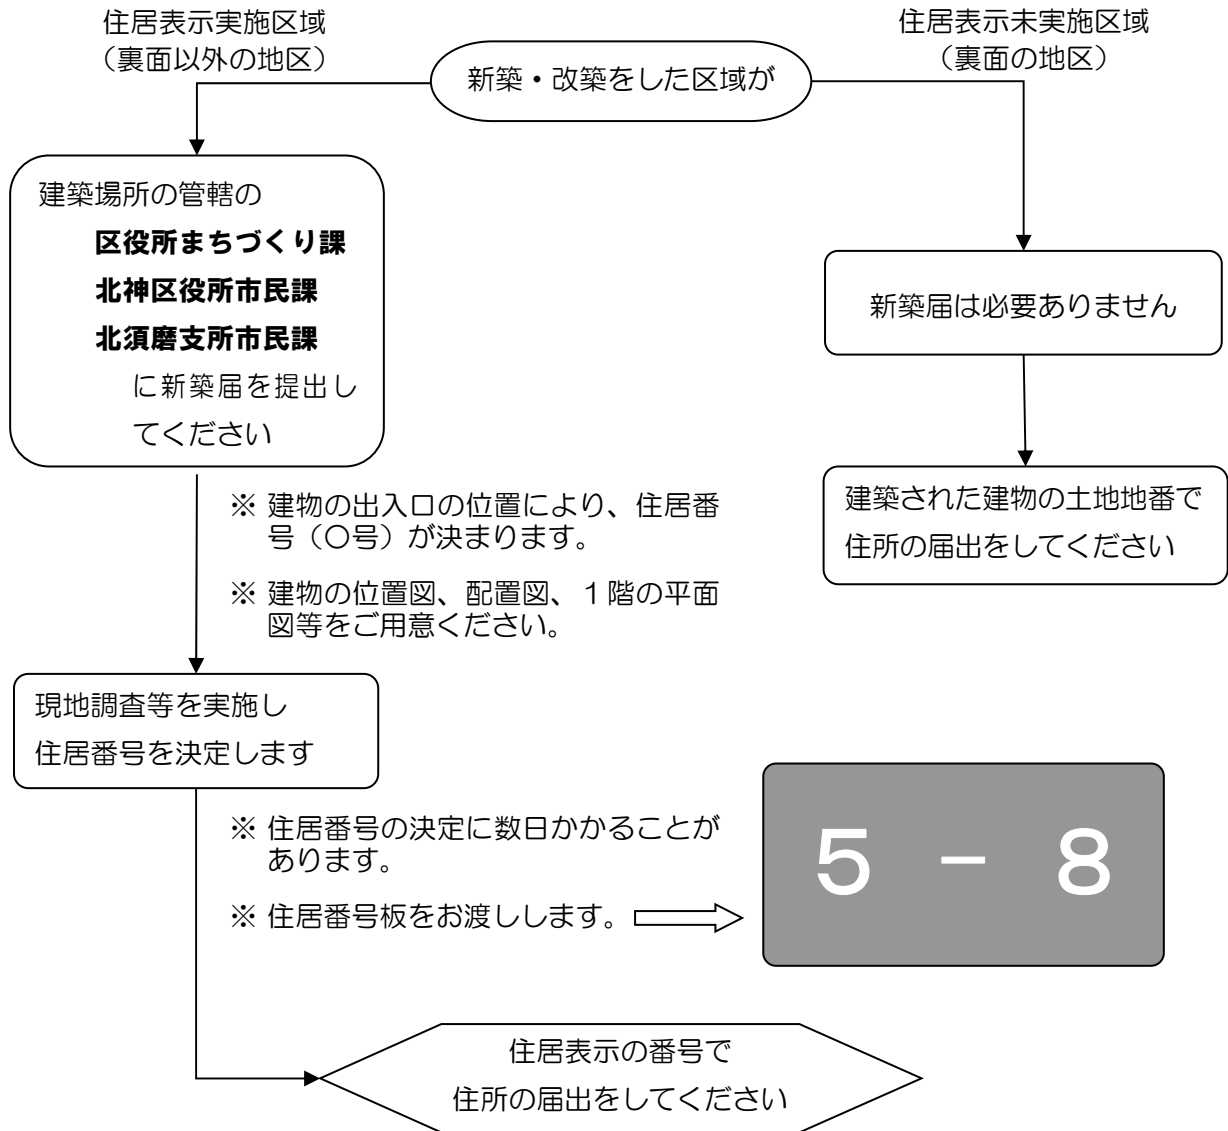 住居表示実施区域
（裏面以外の地区）
住居表示未実施区域
（裏面の地区）
新築・改築をした区域が
建築場所の管轄の
区役所まちづくり課
北神区役所市民課
北須磨支所市民課
に新築届を提出し
てください
新築届は必要ありません
建築された建物の土地地番で
住所の届出をしてください
※ 建物の出入口の位置により、住居番
号（〇号）が決まります。
※ 建物の位置図、配置図、１階の平面
図等をご用意ください。
現地調査等を実施し
住居番号を決定します
※ 住居番号の決定に数日かかることが
あります。
※ 住居番号板をお渡しします。
５ － ８
住居表示の番号で
住所の届出をしてください